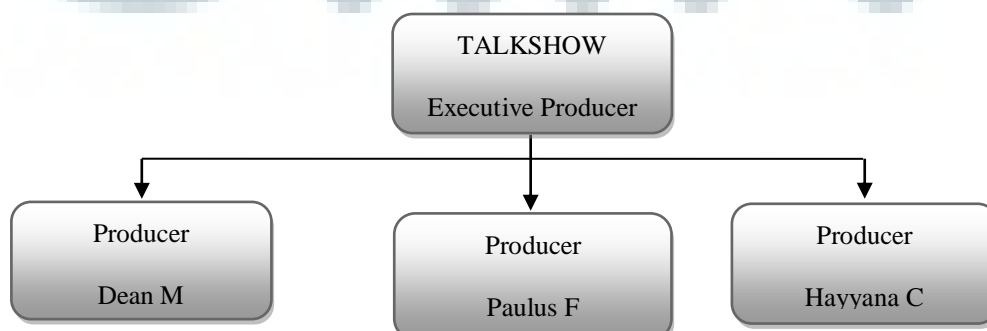 TALKSHOW
Executive Producer
Producer
Dean M
Producer
Paulus F
Producer
Hayyana C